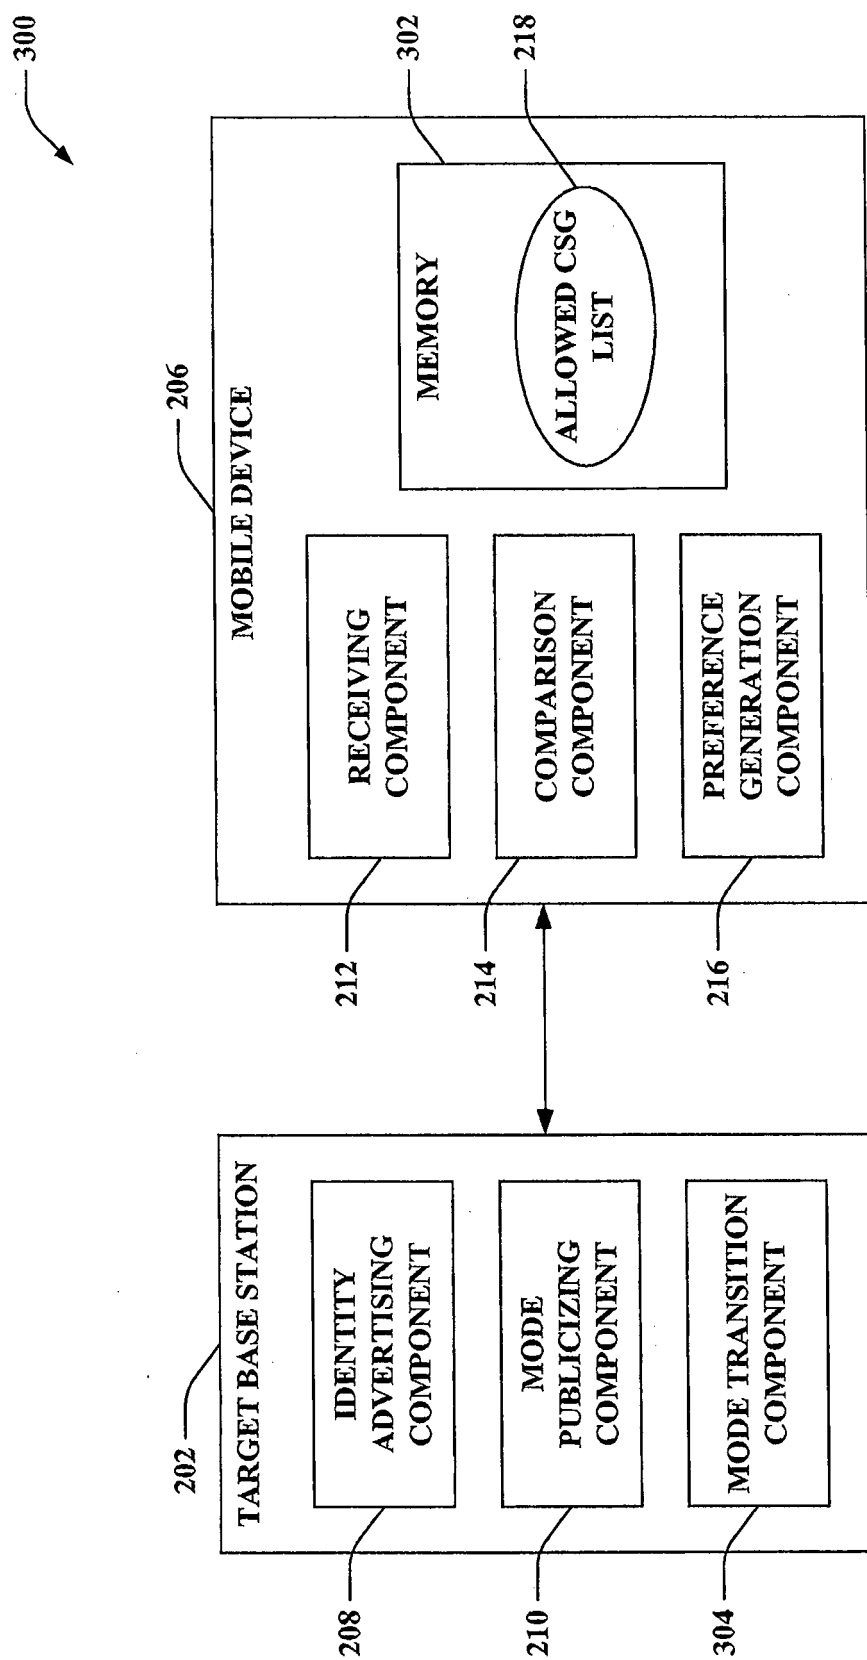 300
202
TARGET BASE STATION
208
IDENTITY
ADVERTISING
COMPONENT
210
MODE
PUBLICIZING
COMPONENT
304
MODE TRANSITION
COMPONENT
206
MOBILE DEVICE
212
RECEIVING
COMPONENT
214
COMPARISON
COMPONENT
216
PREFERENCE
GENERATION
COMPONENT
302
MEMORY
218
ALLOWED CSG
LIST